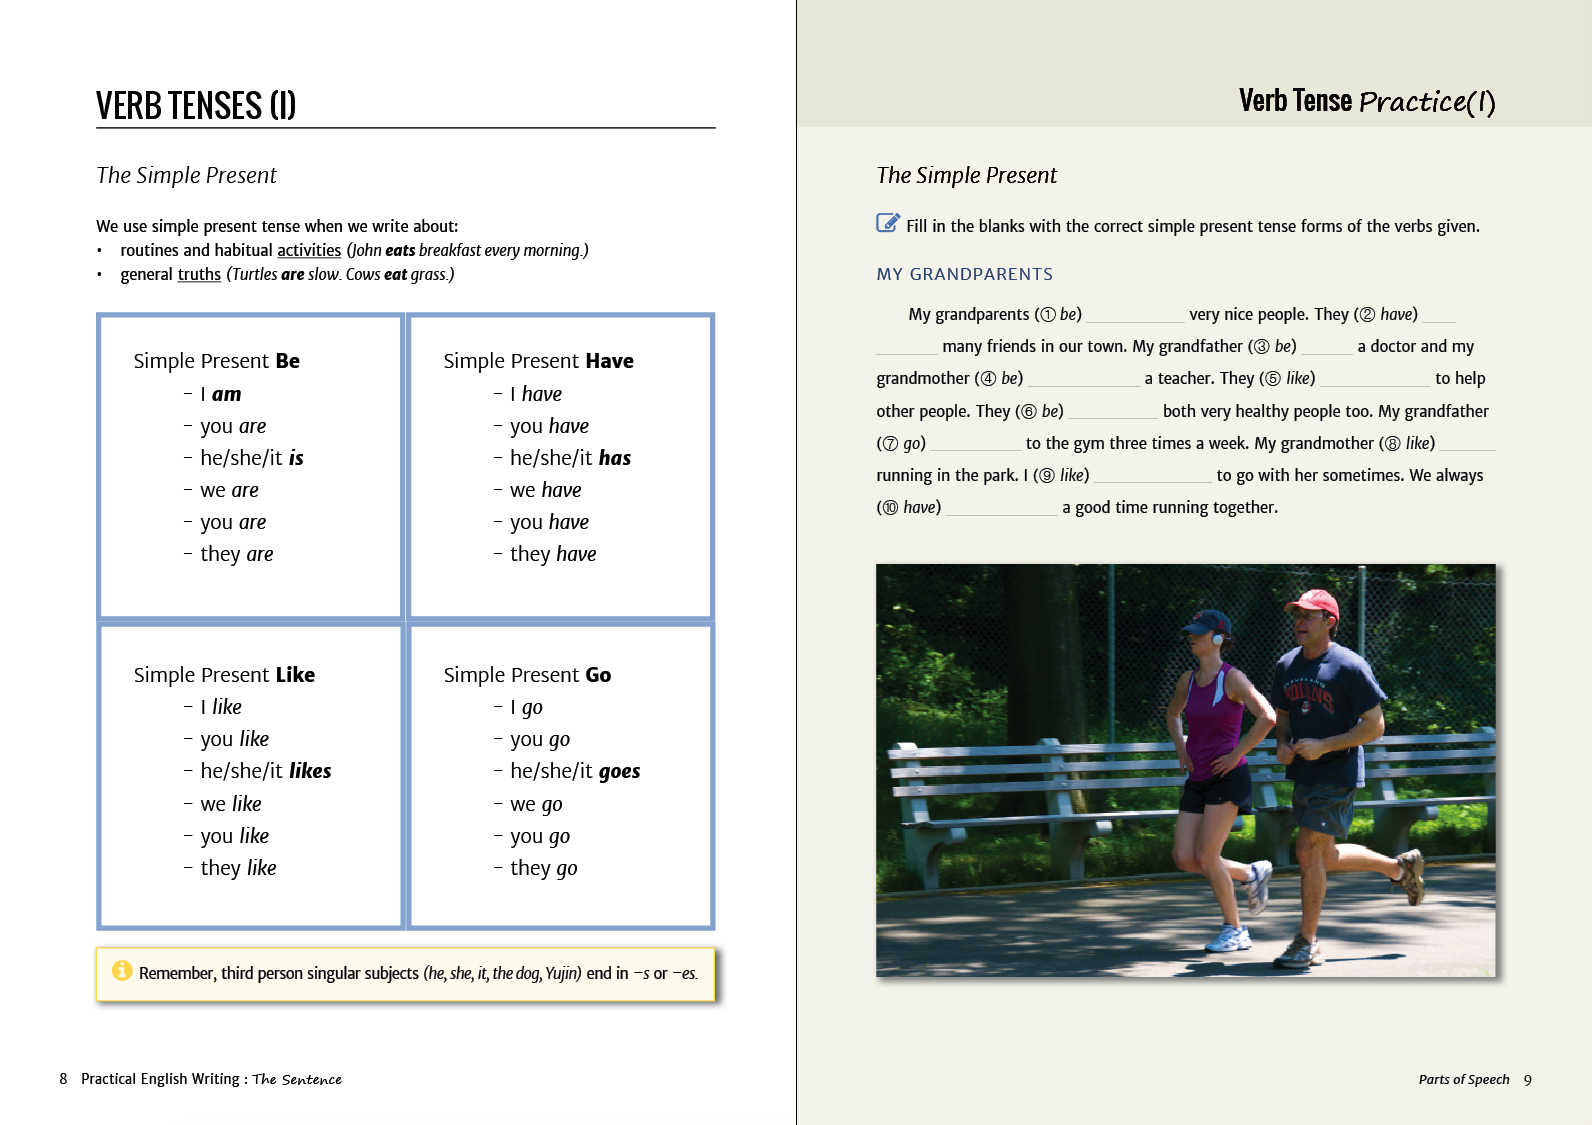 VERB TENSES (I)
The Simple Present
We use simple present tense when we write about:
• routines and habitual activities (John eats breakfast every morning.)
• general truths (Turtles are slow. Cows eat grass.)
Simple Present Be
– I am
– you are
– he/she/it is
– we are
– you are
– they are
Simple Present Have
– I have
– you have
– he/she/it has
– we have
– you have
– they have
Simple Present Like
– I like
– you like
– he/she/it likes
– we like
– you like
– they like
Simple Present Go
– I go
– you go
– he/she/it goes
– we go
– you go
– they go
Remember, third person singular subjects (he, she, it, the dog, Yujin) end in –s or –es.
8 Practical English Writing : The Sentence
Verb Tense Practice(I)
The Simple Present
Fill in the blanks with the correct simple present tense forms of the verbs given.
MY GRANDPARENTS
My grandparents (① be) ____________ very nice people. They (② have) ____
________ many friends in our town. My grandfather (③ be) ______ a doctor and my
grandmother (④ be) ______________ a teacher. They (⑤ like) ______________ to help
other people. They (⑥ be) ___________ both very healthy people too. My grandfather
(⑦ go) ___________ to the gym three times a week. My grandmother (⑧ like) _______
running in the park. I (⑨ like) ______________ to go with her sometimes. We always
(⑩ have) ______________ a good time running together.
CLEVELAND
INDIANS
Parts of Speech 9